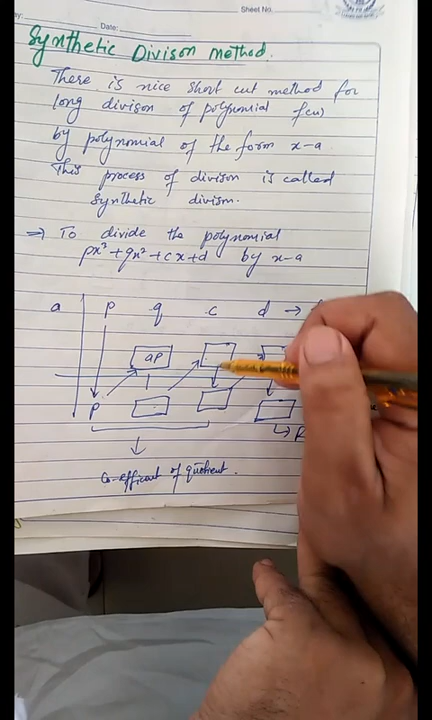 Sheet No.
Date:
Synthetic Divison method.
There is nice short cut method for
long divison of polynomial f(x)
by polynomial of the form x-a
This process of divison is called
Synthetic divism.
⇒ To divide the polynomial
px³+qx²+cx+d by x-a
a p q c d →
ap
p
↳ R
Co-efficient of quotient.